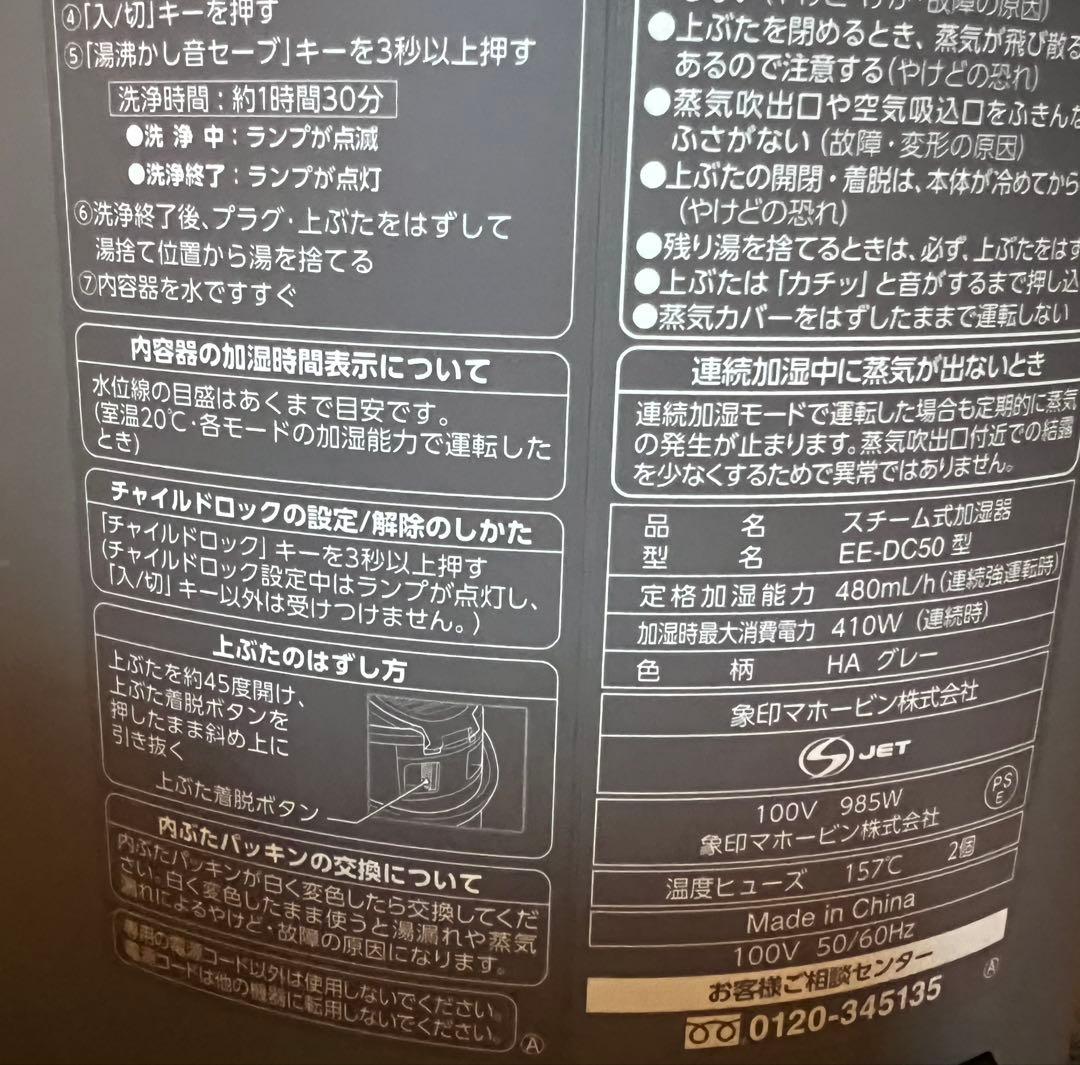 ④「入/切」キーを押す
⑤「湯沸かし音セーブ」キーを3秒以上押す
洗浄時間：約1時間30分
●洗浄中：ランプが点滅
●洗浄終了：ランプが点灯
⑥洗浄終了後、プラグ・上ぶたをはずして
湯捨て位置から湯を捨てる
⑦内容器を水ですすぐ
内容器の加湿時間表示について
水位線の目盛はあくまで目安です。
(室温20℃・各モードの加湿能力で運転した
とき)
チャイルドロックの設定/解除のしかた
「チャイルドロック」キーを3秒以上押す
(チャイルドロック設定中はランプが点灯し、
「入/切」キー以外は受けつけません。)
上ぶたのはずし方
上ぶたを約45度開け、
上ぶた着脱ボタンを
押したまま斜め上に
引き抜く
上ぶた着脱ボタン
内ぶたパッキンの交換について
内ぶたパッキンが白く変色したら交換してくだ
さい。白く変色したまま使うと湯漏れや蒸気
漏れによるやけど・故障の原因になります。
専用の電源コード以外は使用しないでください。
電源コードは他の機器に転用しないでください。
Ⓐ
故障の原因)
●上ぶたを閉めるとき、蒸気が飛び散る
あるので注意する(やけどの恐れ)
●蒸気吹出口や空気吸込口をふきんな
ふさがない(故障・変形の原因)
●上ぶたの開閉・着脱は、本体が冷めてから
(やけどの恐れ)
●残り湯を捨てるときは、必ず、上ぶたをはず
●上ぶたは「カチッ」と音がするまで押し込
●蒸気カバーをはずしたままで運転しない
連続加湿中に蒸気が出ないとき
連続加湿モードで運転した場合も定期的に蒸気
の発生が止まります。蒸気吹出口付近での結露
を少なくするためで異常ではありません。
品名 スチーム式加湿器
型名 EE-DC50 型
定格加湿能力 480mL/h(連続強運転時)
加湿時最大消費電力 410W (連続時)
色柄 HA グレー
象印マホービン株式会社
S JET
100V 985W
PS
E
象印マホービン株式会社
温度ヒューズ 157℃ 2個
Made in China
100V 50/60Hz
お客様ご相談センター
Ⓐ
0120-345135